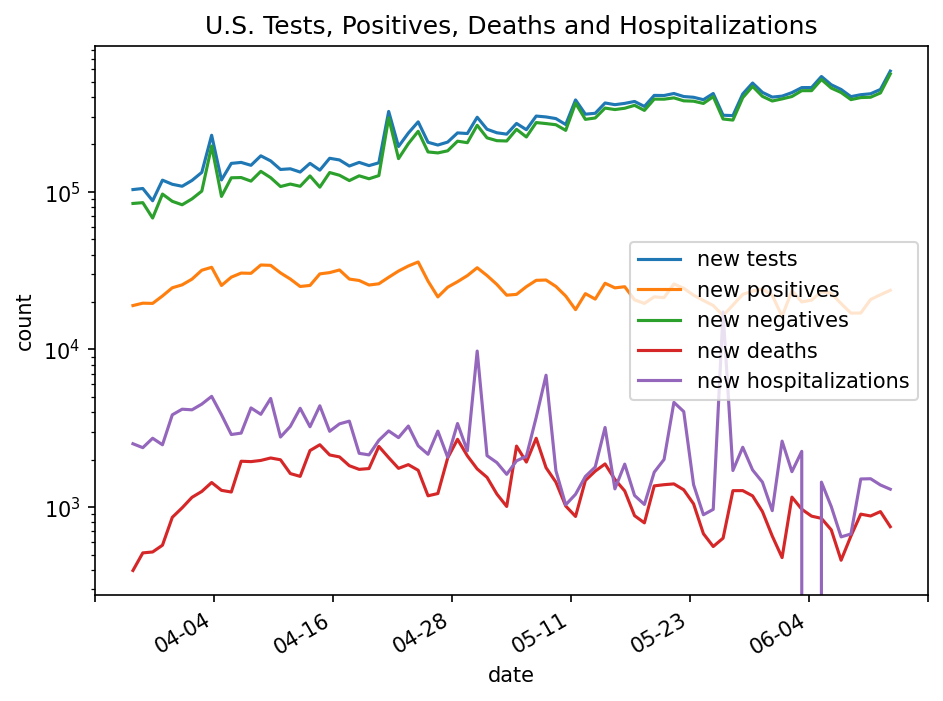 U.S. Tests, Positives, Deaths and Hospitalizations
10^5
10^4
10^3
count
new tests
new positives
new negatives
new deaths
new hospitalizations
04-04
04-16
04-28
05-11
05-23
06-04
date